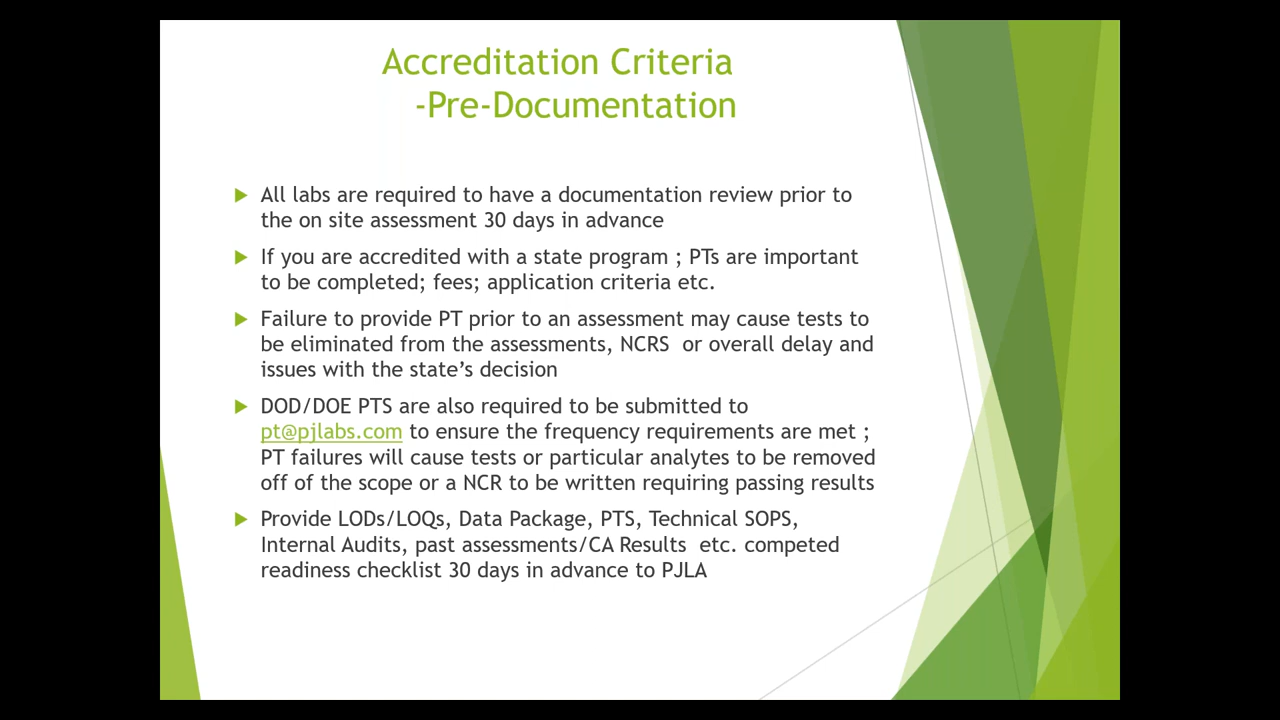 Accreditation Criteria
-Pre-Documentation
All labs are required to have a documentation review prior to
the on site assessment 30 days in advance
If you are accredited with a state program ; PTs are important
to be completed; fees; application criteria etc.
Failure to provide PT prior to an assessment may cause tests to
be eliminated from the assessments, NCRS  or overall delay and
issues with the state’s decision
DOD/DOE PTS are also required to be submitted to
pt@pjlabs.com to ensure the frequency requirements are met ;
PT failures will cause tests or particular analytes to be removed
off of the scope or a NCR to be written requiring passing results
Provide LODs/LOQs, Data Package, PTS, Technical SOPS,
Internal Audits, past assessments/CA Results  etc. competed
readiness checklist 30 days in advance to PJLA